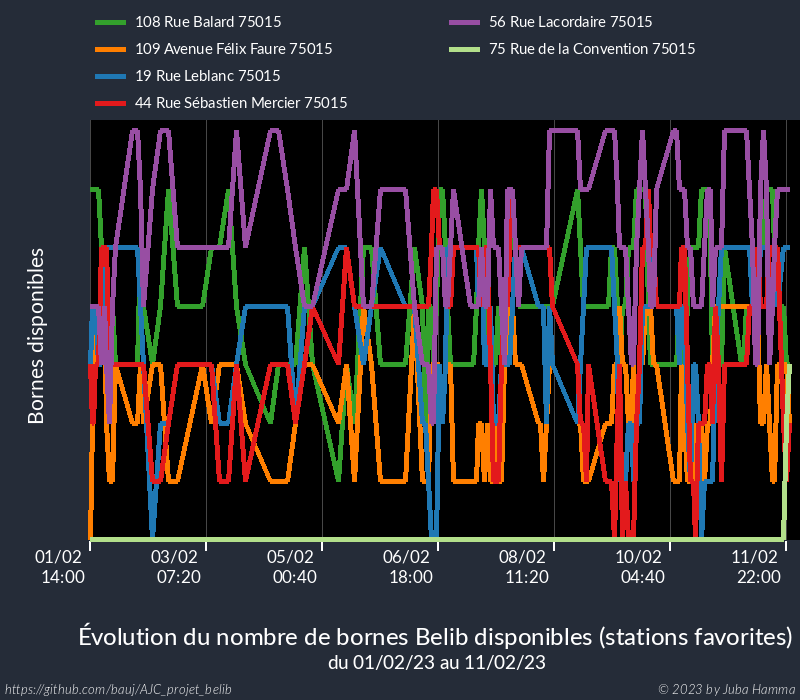 108 Rue Balard 75015
109 Avenue Félix Faure 75015
19 Rue Leblanc 75015
44 Rue Sébastien Mercier 75015
56 Rue Lacordaire 75015
75 Rue de la Convention 75015
Bornes disponibles
01/02 14:00
03/02 07:20
05/02 00:40
06/02 18:00
08/02 11:20
10/02 04:40
11/02 22:00
Évolution du nombre de bornes Belib disponibles (stations favorites)
du 01/02/23 au 11/02/23
https://github.com/bauj/AJC_projet_belib
© 2023 by Juba Hamma